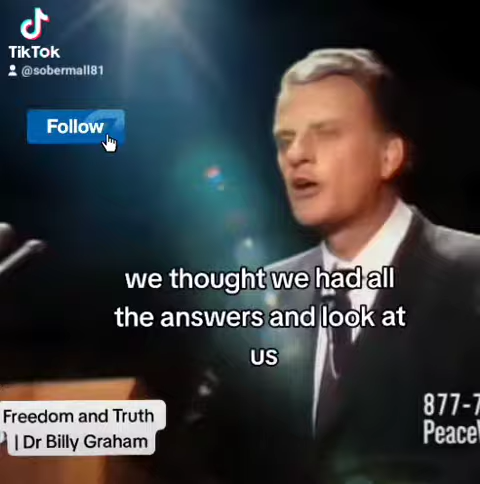 TikTok
@sobermall81
Follow
we thought we had all
the answers and look at
us
Freedom and Truth
| Dr Billy Graham
877-7
Peace